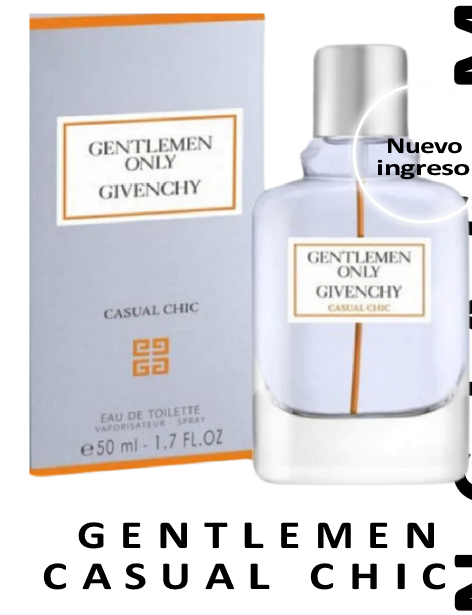 GENTLEMEN
ONLY
GIVENCHY
CASUAL CHIC
EAU DE TOILETTE
VAPORISATEUR - SPRAY
e 50 ml - 1.7 FL.OZ
Nuevo
ingreso
GENTLEMEN
ONLY
GIVENCHY
CASUAL CHIC
GENTLEMEN
CASUAL CHIC